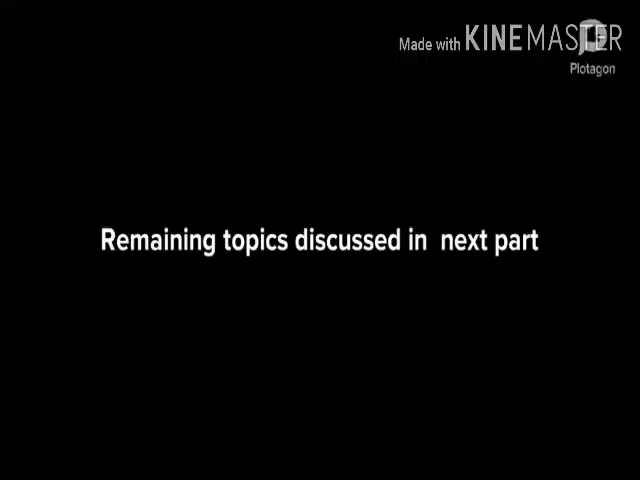 Made with KINEMASTER
Plotagon
Remaining topics discussed in  next part